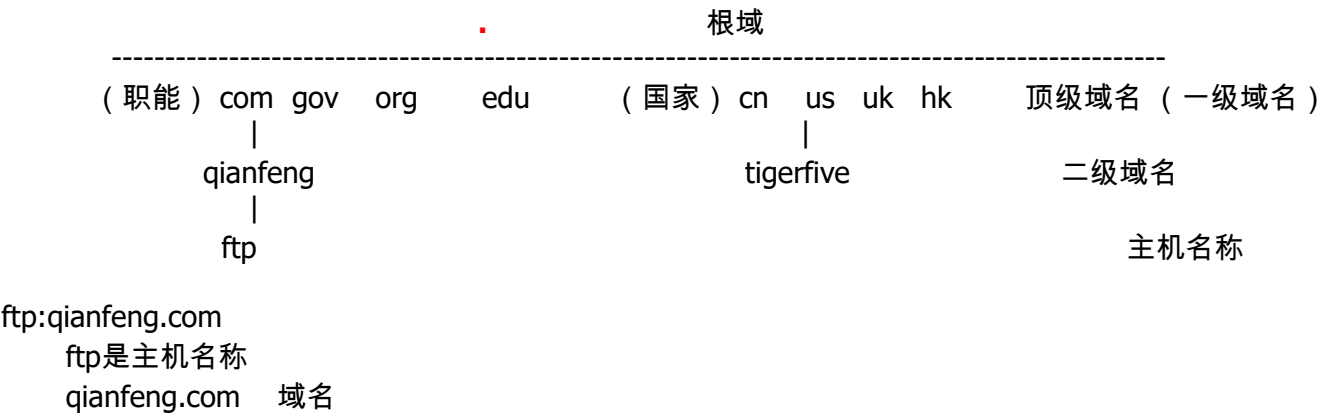 . 根域
-----------------------------------------------------------------------------------------------
（职能）com gov org edu （国家）cn us uk hk 顶级域名 （一级域名）
| |
qianfeng tigerfive 二级域名
|
ftp 主机名称
ftp:qianfeng.com
ftp是主机名称
qianfeng.com 域名